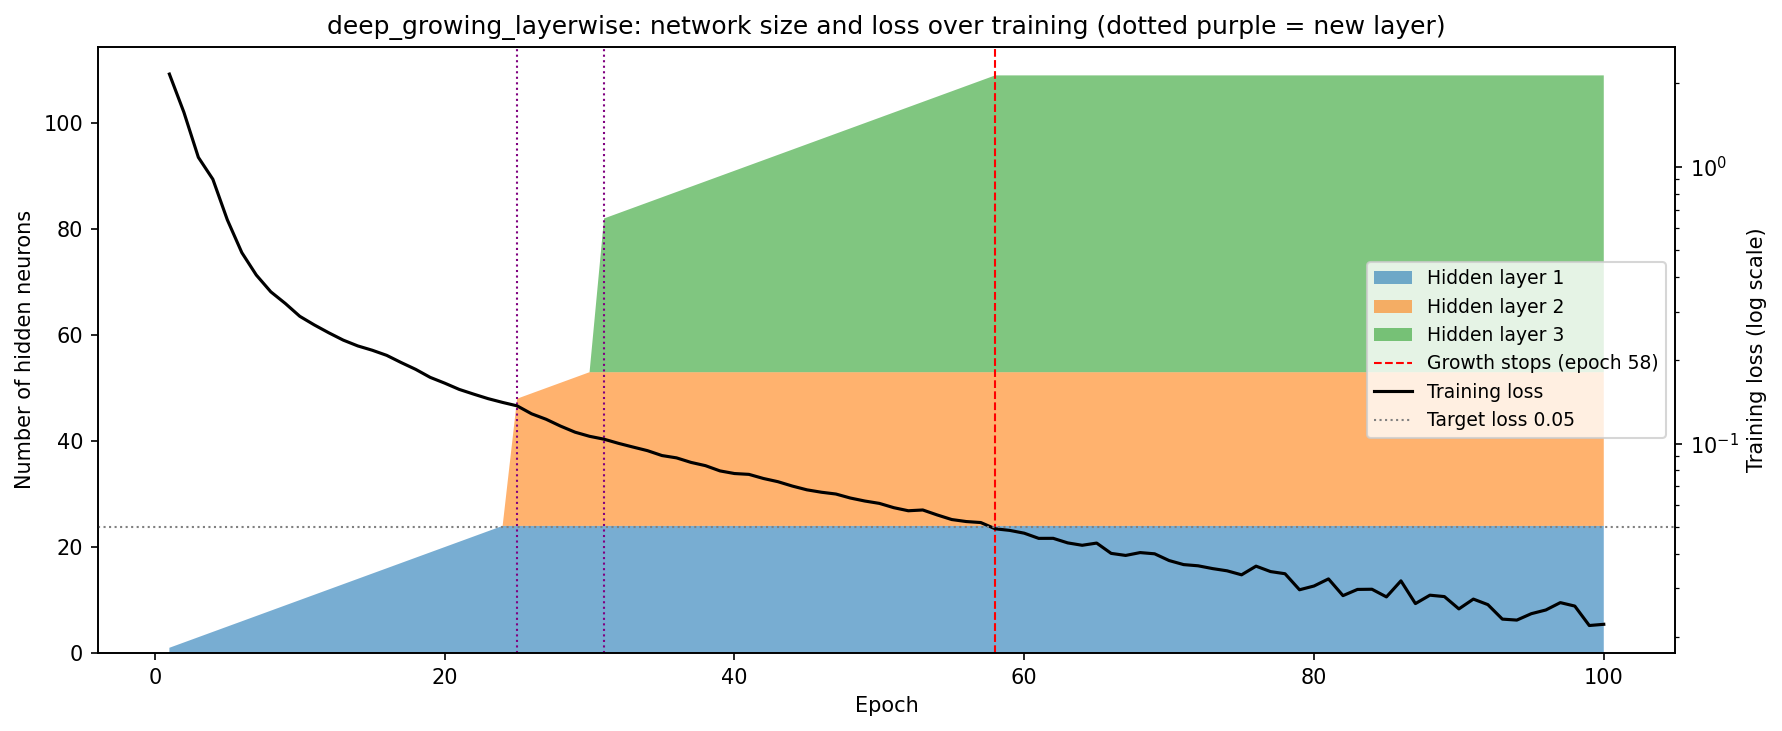 deep_growing_layerwise: network size and loss over training (dotted purple = new layer)
Number of hidden neurons
100
80
60
40
20
0
10^0
10^-1
Training loss (log scale)
Hidden layer 1
Hidden layer 2
Hidden layer 3
Growth stops (epoch 58)
Training loss
Target loss 0.05
0 20 40 60 80 100
Epoch